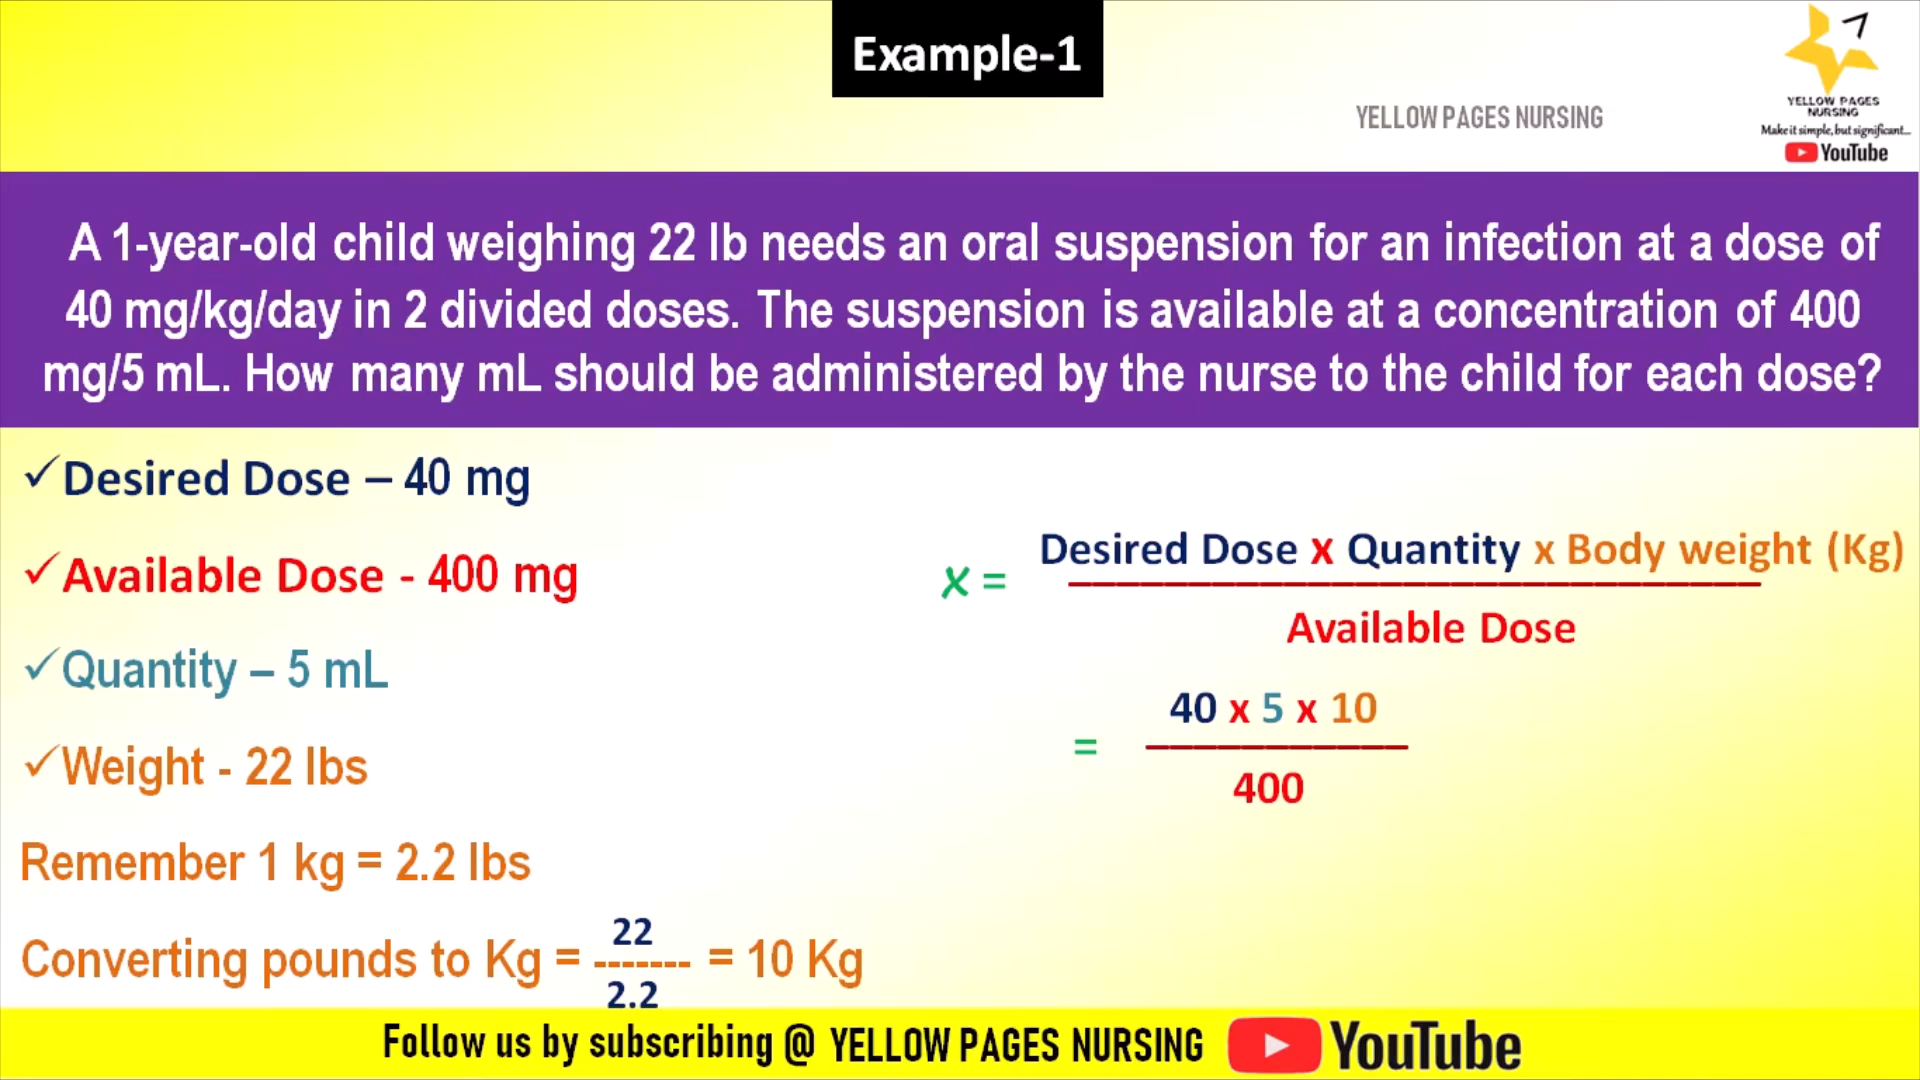 Example-1
YELLOW PAGES NURSING
YELLOW PAGES
NURSING
Make it simple, but significant...
YouTube
A 1-year-old child weighing 22 lb needs an oral suspension for an infection at a dose of
40 mg/kg/day in 2 divided doses. The suspension is available at a concentration of 400
mg/5 mL. How many mL should be administered by the nurse to the child for each dose?
✓Desired Dose – 40 mg
✓Available Dose - 400 mg
✓Quantity – 5 mL
✓Weight - 22 lbs
Remember 1 kg = 2.2 lbs
22
Converting pounds to Kg = ------- = 10 Kg
2.2
Desired Dose x Quantity x Body weight (Kg)
x =
Available Dose
40 x 5 x 10
=
400
Follow us by subscribing @ YELLOW PAGES NURSING YouTube